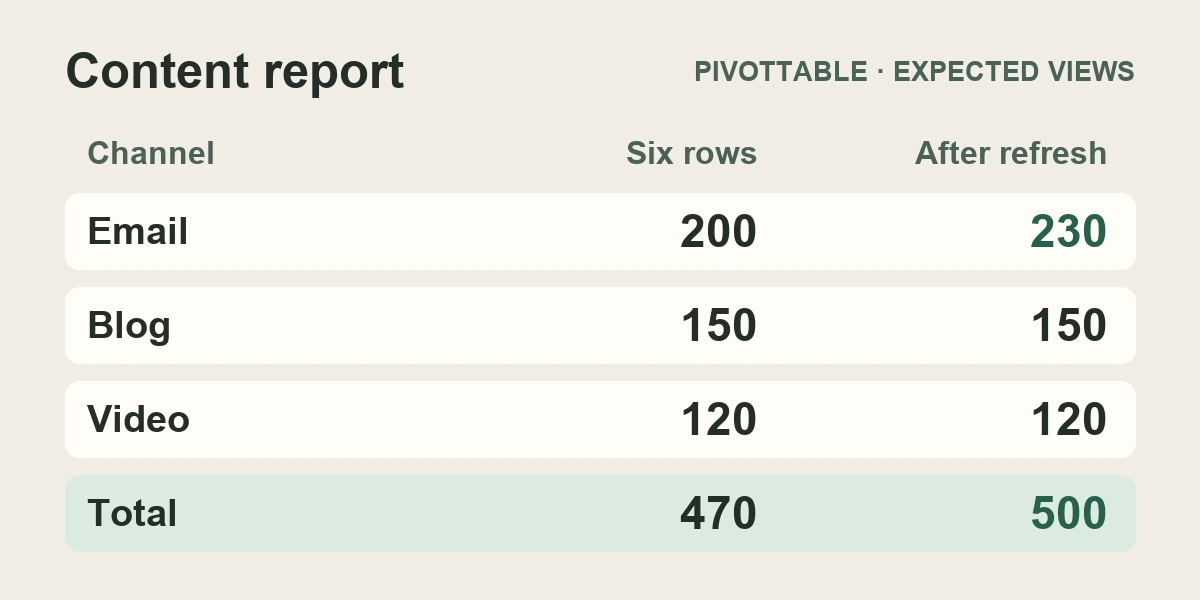 Content report
PIVOTTABLE · EXPECTED VIEWS
Channel Six rows After refresh
Email 200 230
Blog 150 150
Video 120 120
Total 470 500